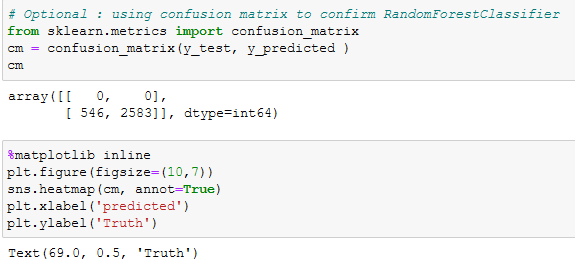 # Optional : using confusion matrix to confirm RandomForestClassifier
from sklearn.metrics import confusion_matrix
cm = confusion_matrix(y_test, y_predicted )
cm
array([[   0,    0],
       [ 546, 2583]], dtype=int64)
%matplotlib inline
plt.figure(figsize=(10,7))
sns.heatmap(cm, annot=True)
plt.xlabel('predicted')
plt.ylabel('Truth')
Text(69.0, 0.5, 'Truth')